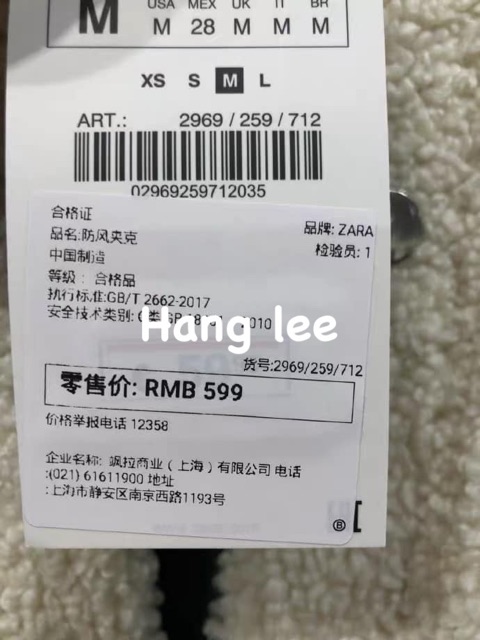 USA MEX UK IT BR
M M 28 M M M
XS S M L
ART.: 2969 / 259 / 712
02969259712035
合格证
品牌: ZARA
品名:防风夹克
检验员: 1
中国制造
等级: 合格品
执行标准:GB/T 2662-2017
安全技术类别: C类 GB 2010
Hang lee
货号:2969/259/712
零售价: RMB 599
价格举报电话 12358
企业名称: 飒拉商业（上海）有限公司 电话
:(021) 61611900 地址
:上海市静安区南京西路1193号
B